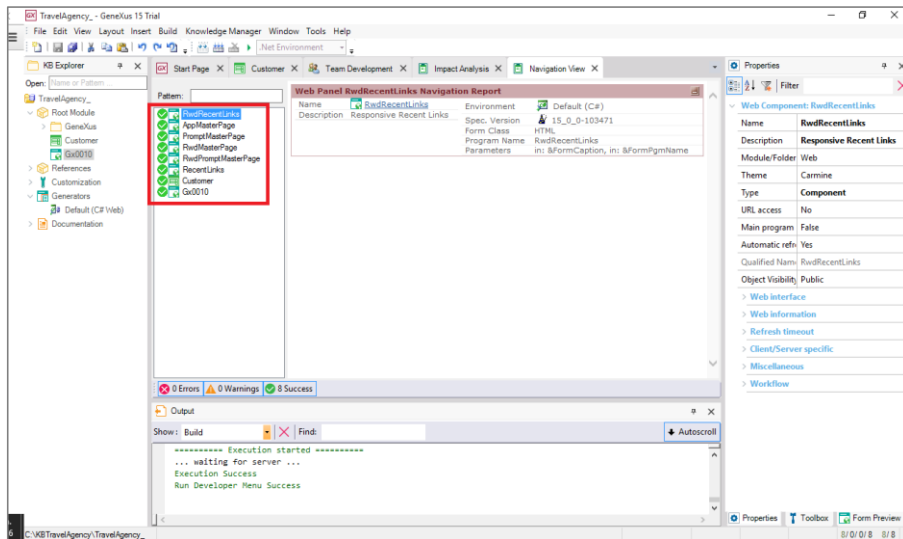 TravelAgency_ - GeneXus 15 Trial
File Edit View Layout Insert Build Knowledge Manager Window Tools Help
.Net Environment
KB Explorer
Start Page
Customer
Team Development
Impact Analysis
Navigation View
Properties
Open: Name or Pattern
TravelAgency_
Root Module
GeneXus
Customer
Gx0010
References
Customization
Generators
Default (C# Web)
Documentation
Pattern:
RwdRecentLinks
AppMasterPage
PromptMasterPage
RwdMasterPage
RwdPromptMasterPage
RecentLinks
Customer
Gx0010
Web Panel RwdRecentLinks Navigation Report
Name RwdRecentLinks
Description Responsive Recent Links
Environment Default (C#)
Spec. Version 15_0_0-103471
Form Class HTML
Program Name RwdRecentLinks
Parameters in: &FormCaption, in: &FormPgmName
0 Errors 0 Warnings 8 Success
Output
Show: Build Find: Autoscroll
========== Execution started ==========
... waiting for server ...
Execution Success
Run Developer Menu Success
Filter
Web Component: RwdRecentLinks
Name RwdRecentLinks
Description Responsive Recent Links
Module/Folder Web
Theme Carmine
Type Component
URL access No
Main program False
Automatic refre Yes
Qualified Nam RwdRecentLinks
Object Visibility Public
Web interface
Web information
Refresh timeout
Client/Server specific
Miscellaneous
Workflow
Properties Toolbox Form Preview
C:\KBTravelAgency\TravelAgency_
8/0/0/8 8/8